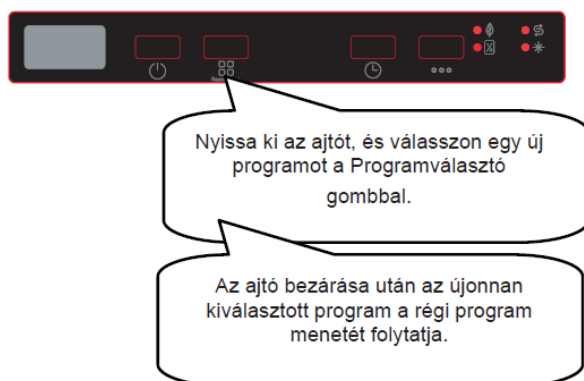 Nyissa ki az ajtót, és válasszon egy új
programot a Programválasztó
gombbal.
Az ajtó bezárása után az újonnan
kiválasztott program a régi program
menetét folytatja.